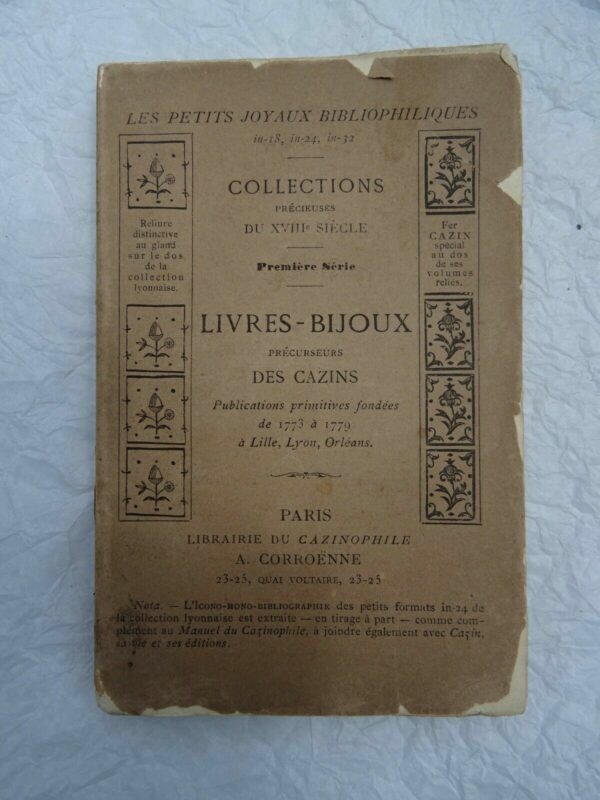 LES PETITS JOYAUX BIBLIOPHILIQUES
in-18, in-24, in-32
COLLECTIONS
PRÉCIEUSES
DU XVIIIe SIÈCLE
Première Série
LIVRES-BIJOUX
PRÉCURSEURS
DES CAZINS
Publications primitives fondées
de 1773 à 1779
à Lille, Lyon, Orléans.
Reliure
distinctive
au gland
sur le dos
de la
collection
lyonnaise.
Fer
CAZIN
spécial
au dos
de ses
volumes
reliés.
PARIS
LIBRAIRIE DU CAZINOPHILE
A. CORROËNNE
23-25, QUAI VOLTAIRE, 23-25
Nota. — L'ICONO-MONO-BIBLIOGRAPHIE des petits formats in-24 de
la collection lyonnaise est extraite — en tirage à part — comme com-
plément au Manuel du Cazinophile, à joindre également avec Cazin,
sa vie et ses éditions.